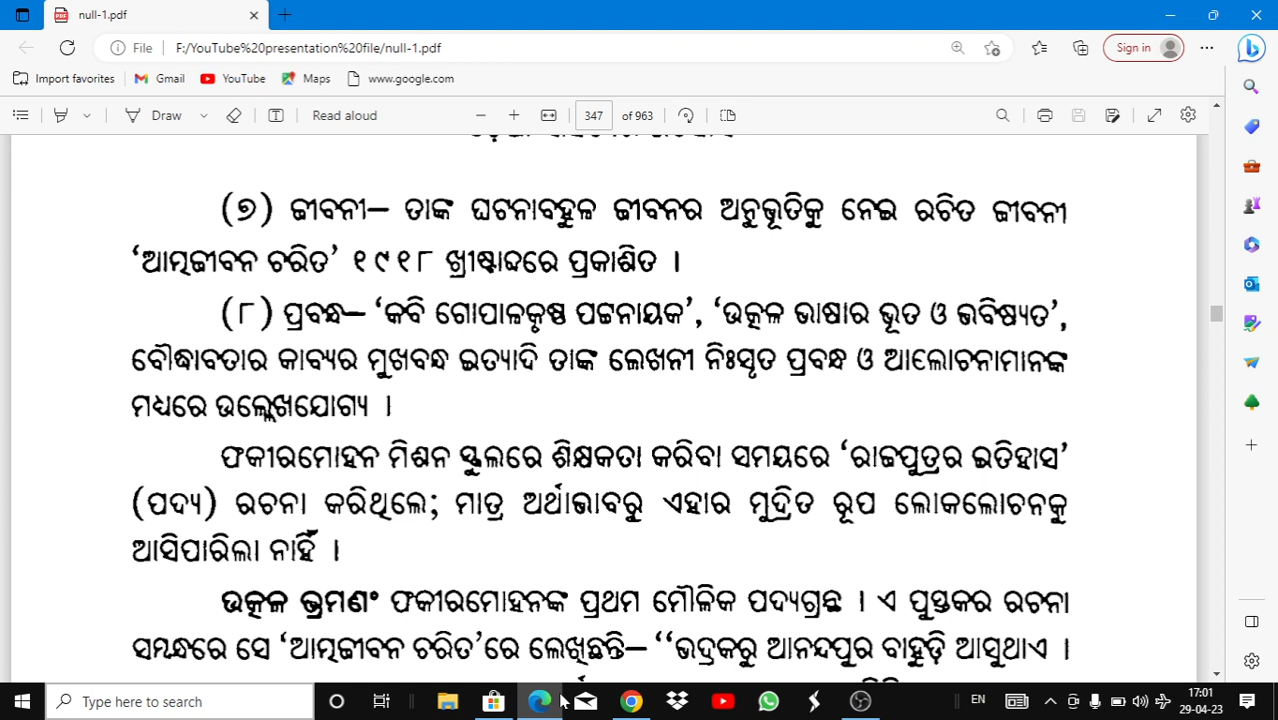 null-1.pdf
File F:/YouTube%20presentation%20file/null-1.pdf Sign in
Import favorites Gmail YouTube Maps www.google.com
Draw Read aloud 347 of 963
(୭) ଜୀବନୀ— ତାଙ୍କ ଘଟନାବହୁଳ ଜୀବନର ଅନୁଭୂତିକୁ ନେଇ ରଚିତ ଜୀବନୀ
‘ଆତ୍ମଜୀବନ ଚରିତ’ ୧୯୧୮ ଖ୍ରୀଷ୍ଟାବ୍ଦରେ ପ୍ରକାଶିତ ।
(୮) ପ୍ରବନ୍ଧ— ‘କବି ଗୋପାଳକୃଷ୍ଣ ପଟ୍ଟନାୟକ’, ‘ଉତ୍କଳ ଭାଷାର ଭୂତ ଓ ଭବିଷ୍ୟତ’,
ବୌଦ୍ଧାବତାର କାବ୍ୟର ମୁଖବନ୍ଧ ଇତ୍ୟାଦି ତାଙ୍କ ଲେଖନୀ ନିଃସୃତ ପ୍ରବନ୍ଧ ଓ ଆଲୋଚନାମାନଙ୍କ
ମଧ୍ୟରେ ଉଲ୍ଲେଖଯୋଗ୍ୟ ।
ଫକୀରମୋହନ ମିଶନ ସ୍କୁଲରେ ଶିକ୍ଷକତା କରିବା ସମୟରେ ‘ରାଜପୁତ୍ରର ଇତିହାସ’
(ପଦ୍ୟ) ରଚନା କରିଥିଲେ; ମାତ୍ର ଅର୍ଥାଭାବରୁ ଏହାର ମୁଦ୍ରିତ ରୂପ ଲୋକଲୋଚନକୁ
ଆସିପାରିଲା ନାହିଁ ।
ଉତ୍କଳ ଭ୍ରମଣଂ ଫକୀରମୋହନଙ୍କ ପ୍ରଥମ ମୌଳିକ ପଦ୍ୟଗ୍ରନ୍ଥ । ଏ ପୁସ୍ତକର ରଚନା
ସମ୍ବନ୍ଧରେ ସେ ‘ଆତ୍ମଜୀବନ ଚରିତ’ରେ ଲେଖିଛନ୍ତି— ‘‘ଭଦ୍ରକରୁ ଆନନ୍ଦପୁର ବାହୁଡ଼ି ଆସୁଥାଏ ।
Type here to search EN 17:01
29-04-23